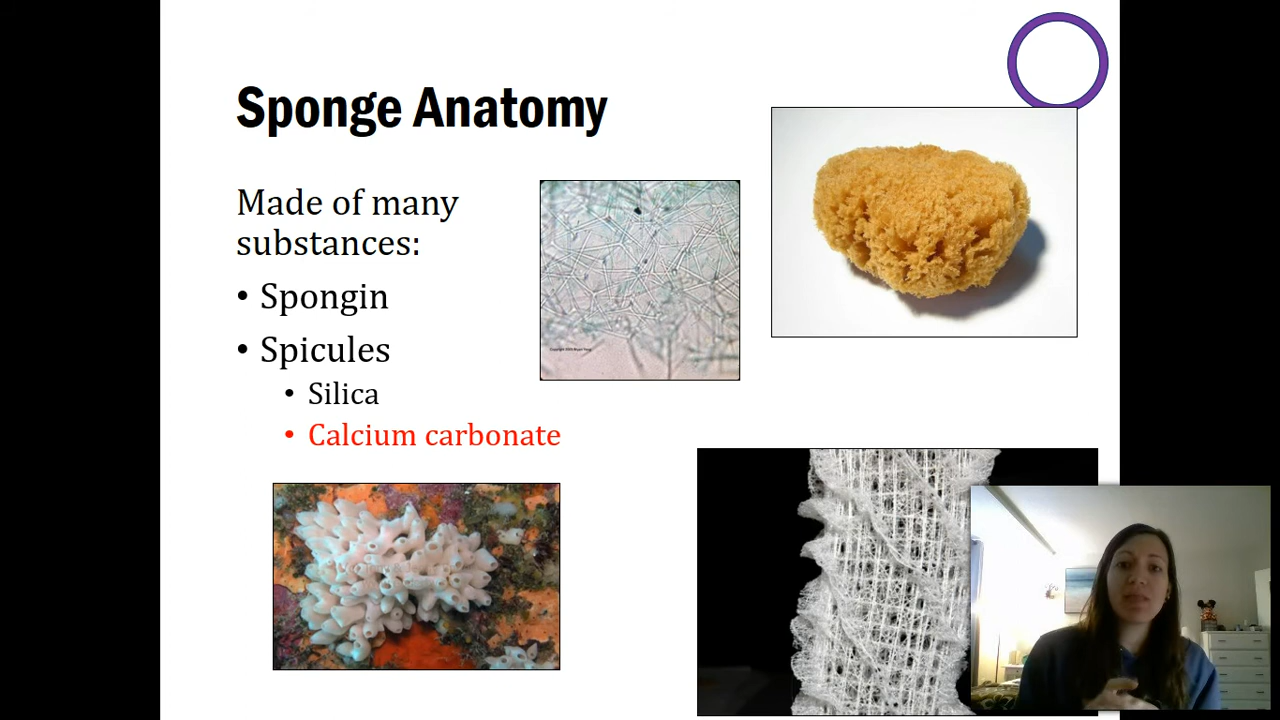 Sponge Anatomy
Made of many
substances:
• Spongin
• Spicules
• Silica
• Calcium carbonate